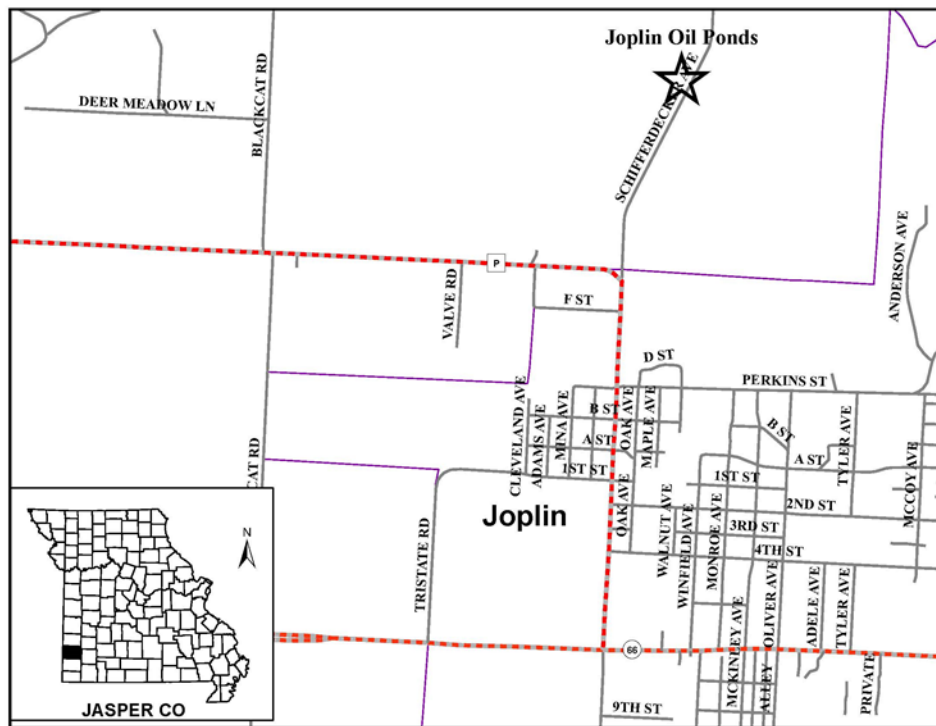 Joplin Oil Ponds
BLACKCAT RD
DEER MEADOW LN
SCHIFFERDECKER AVE
ANDERSON AVE
P
VALVE RD
F ST
D ST
PERKINS ST
CLEVELAND AVE
ADAMS AVE
MINA AVE
B ST
OAK AVE
MAPLE AVE
B ST
TYLER AVE
A ST
A ST
1ST ST
1ST ST
MCCOY AVE
CAT RD
2ND ST
Joplin
OAK AVE
WALNUT AVE
WINFIELD AVE
MONROE AVE
3RD ST
4TH ST
N
TRISTATE RD
MCKINLEY AVE
OLIVER AVE
ALLEY
ADELE AVE
TYLER AVE
66
PRIVATE
JASPER CO
9TH ST